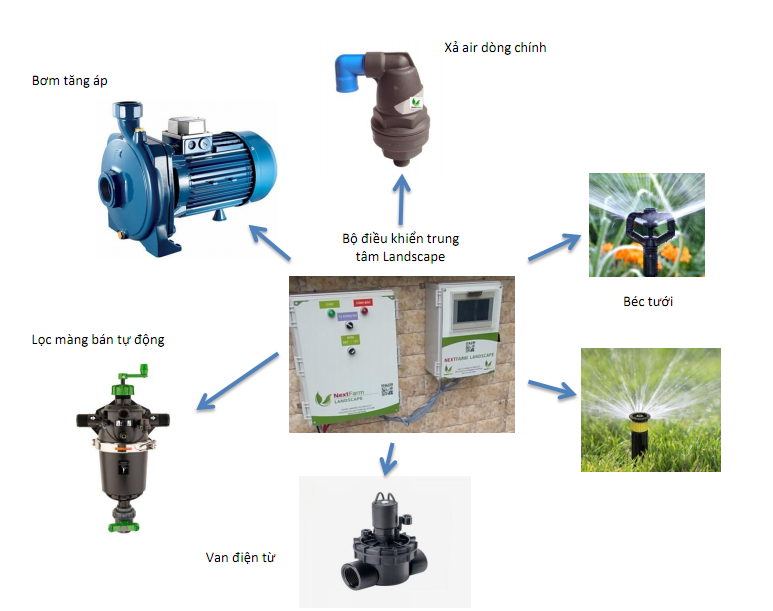 Xả air dòng chính
Bơm tăng áp
Bộ điều khiển trung
tâm Landscape
Béc tưới
Lọc màng bán tự động
NEXTFARM LANDSCAPE
NextFarm
LANDSCAPE
Van điện từ